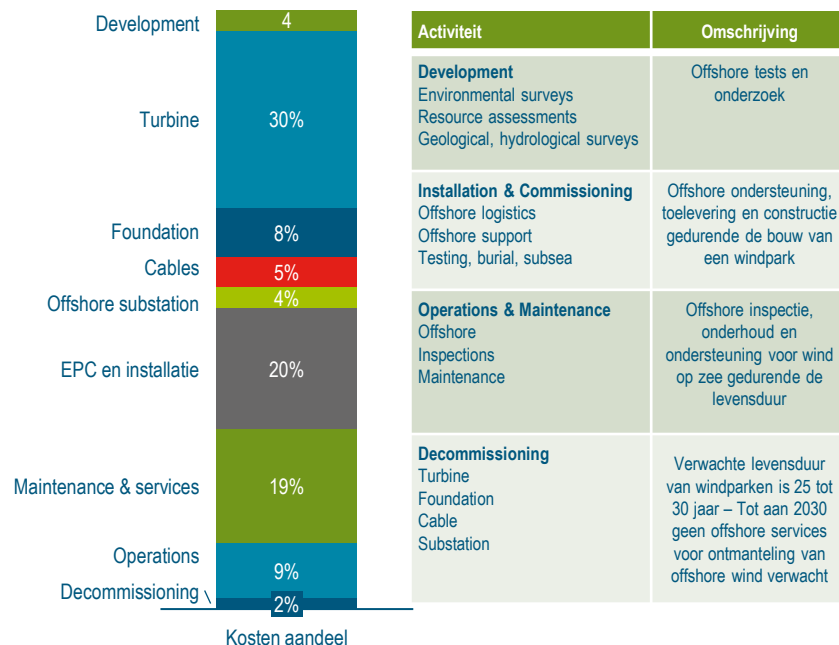 Development
4
Turbine
30%
Foundation
8%
Cables
5%
Offshore substation
4%
EPC en installatie
20%
Maintenance & services
19%
Operations
9%
Decommissioning
2%
Kosten aandeel
Activiteit
Omschrijving
Development
Environmental surveys
Resource assessments
Geological, hydrological surveys
Offshore tests en
onderzoek
Installation & Commissioning
Offshore logistics
Offshore support
Testing, burial, subsea
Offshore ondersteuning,
toelevering en constructie
gedurende de bouw van
een windpark
Operations & Maintenance
Offshore
Inspections
Maintenance
Offshore inspectie,
onderhoud en
ondersteuning voor wind
op zee gedurende de
levensduur
Decommissioning
Turbine
Foundation
Cable
Substation
Verwachte levensduur
van windparken is 25 tot
30 jaar – Tot aan 2030
geen offshore services
voor ontmanteling van
offshore wind verwacht